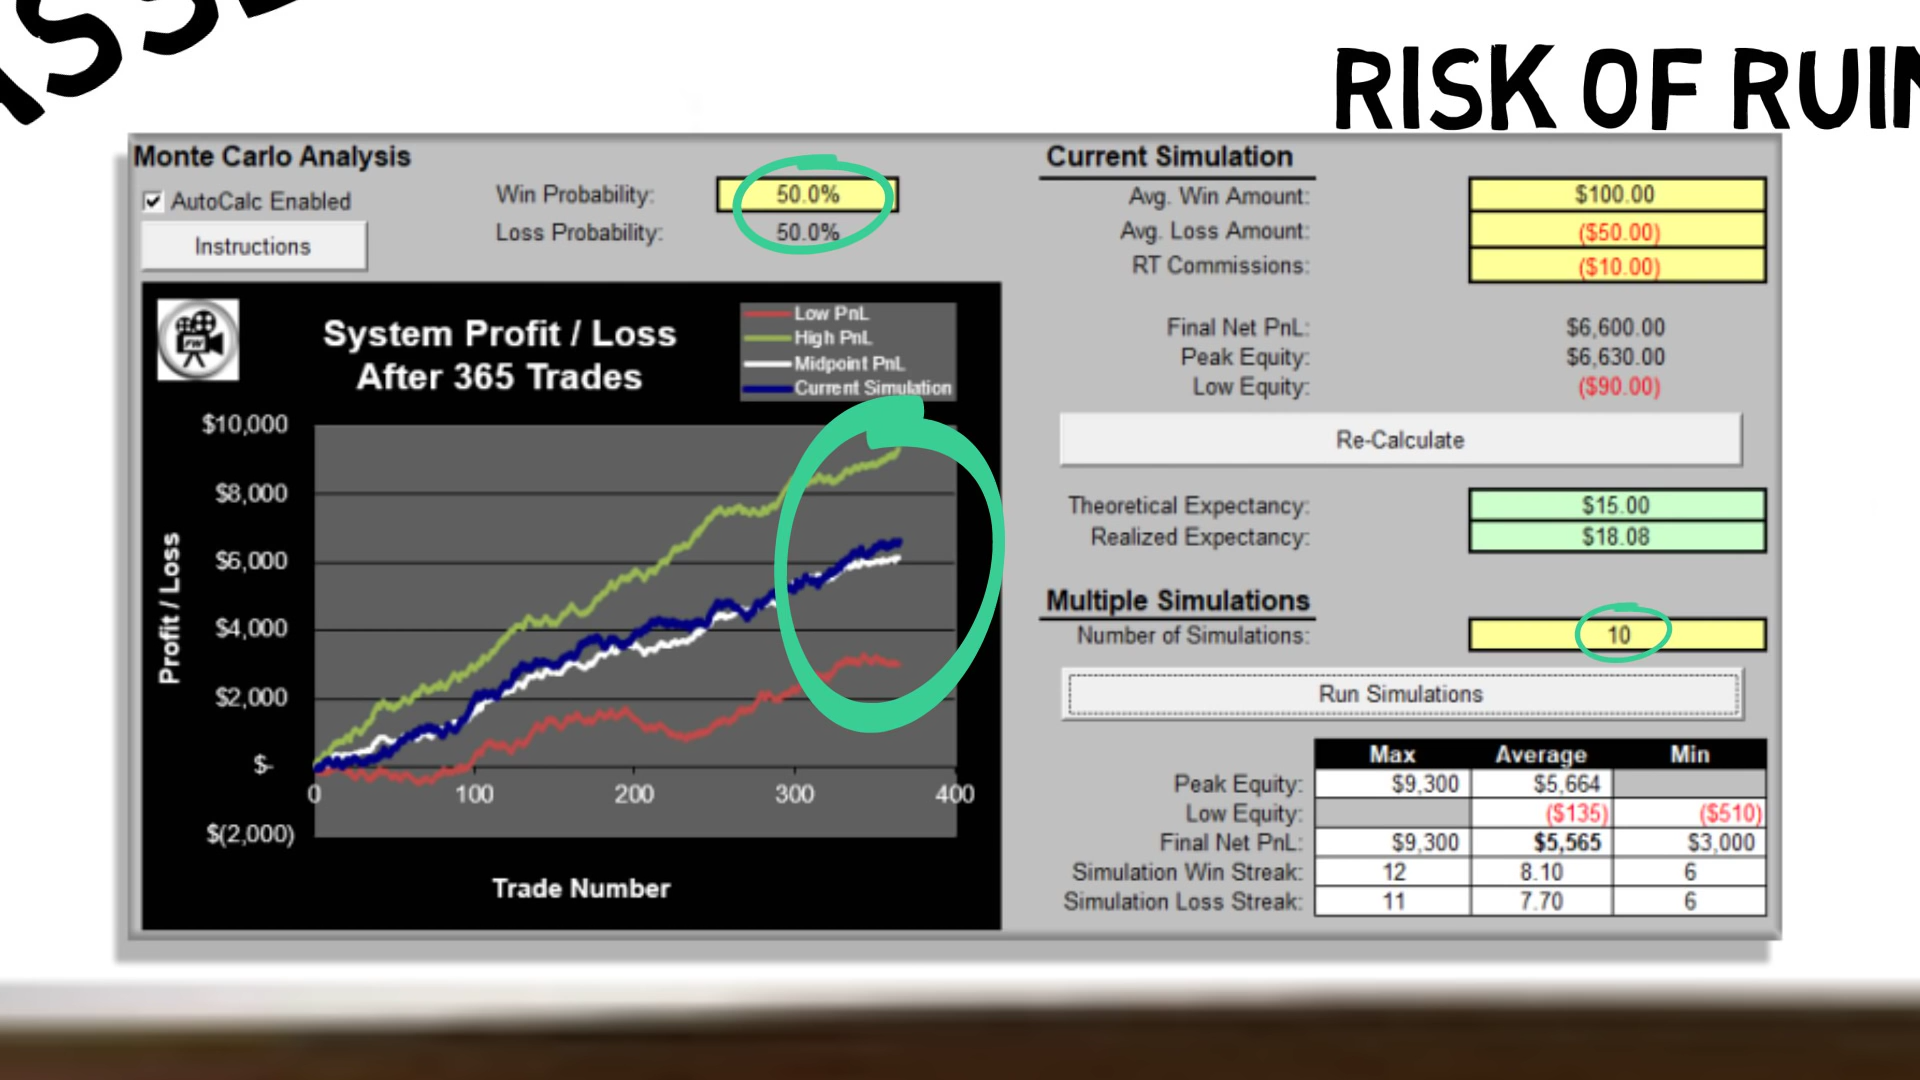 RISK OF RUIN
Monte Carlo Analysis
AutoCalc Enabled
Instructions
Win Probability: 50.0%
Loss Probability: 50.0%
FW
System Profit / Loss
After 365 Trades
Low PnL
High PnL
Midpoint PnL
Current Simulation
Profit / Loss
$10,000
$8,000
$6,000
$4,000
$2,000
$-
$(2,000)
0 100 200 300 400
Trade Number
Current Simulation
Avg. Win Amount: $100.00
Avg. Loss Amount: ($50.00)
RT Commissions: ($10.00)
Final Net PnL: $6,600.00
Peak Equity: $6,630.00
Low Equity: ($90.00)
Re-Calculate
Theoretical Expectancy: $15.00
Realized Expectancy: $18.08
Multiple Simulations
Number of Simulations: 10
Run Simulations
Max Average Min
Peak Equity: $9,300 $5,664
Low Equity: ($135) ($510)
Final Net PnL: $9,300 $5,565 $3,000
Simulation Win Streak: 12 8.10 6
Simulation Loss Streak: 11 7.70 6